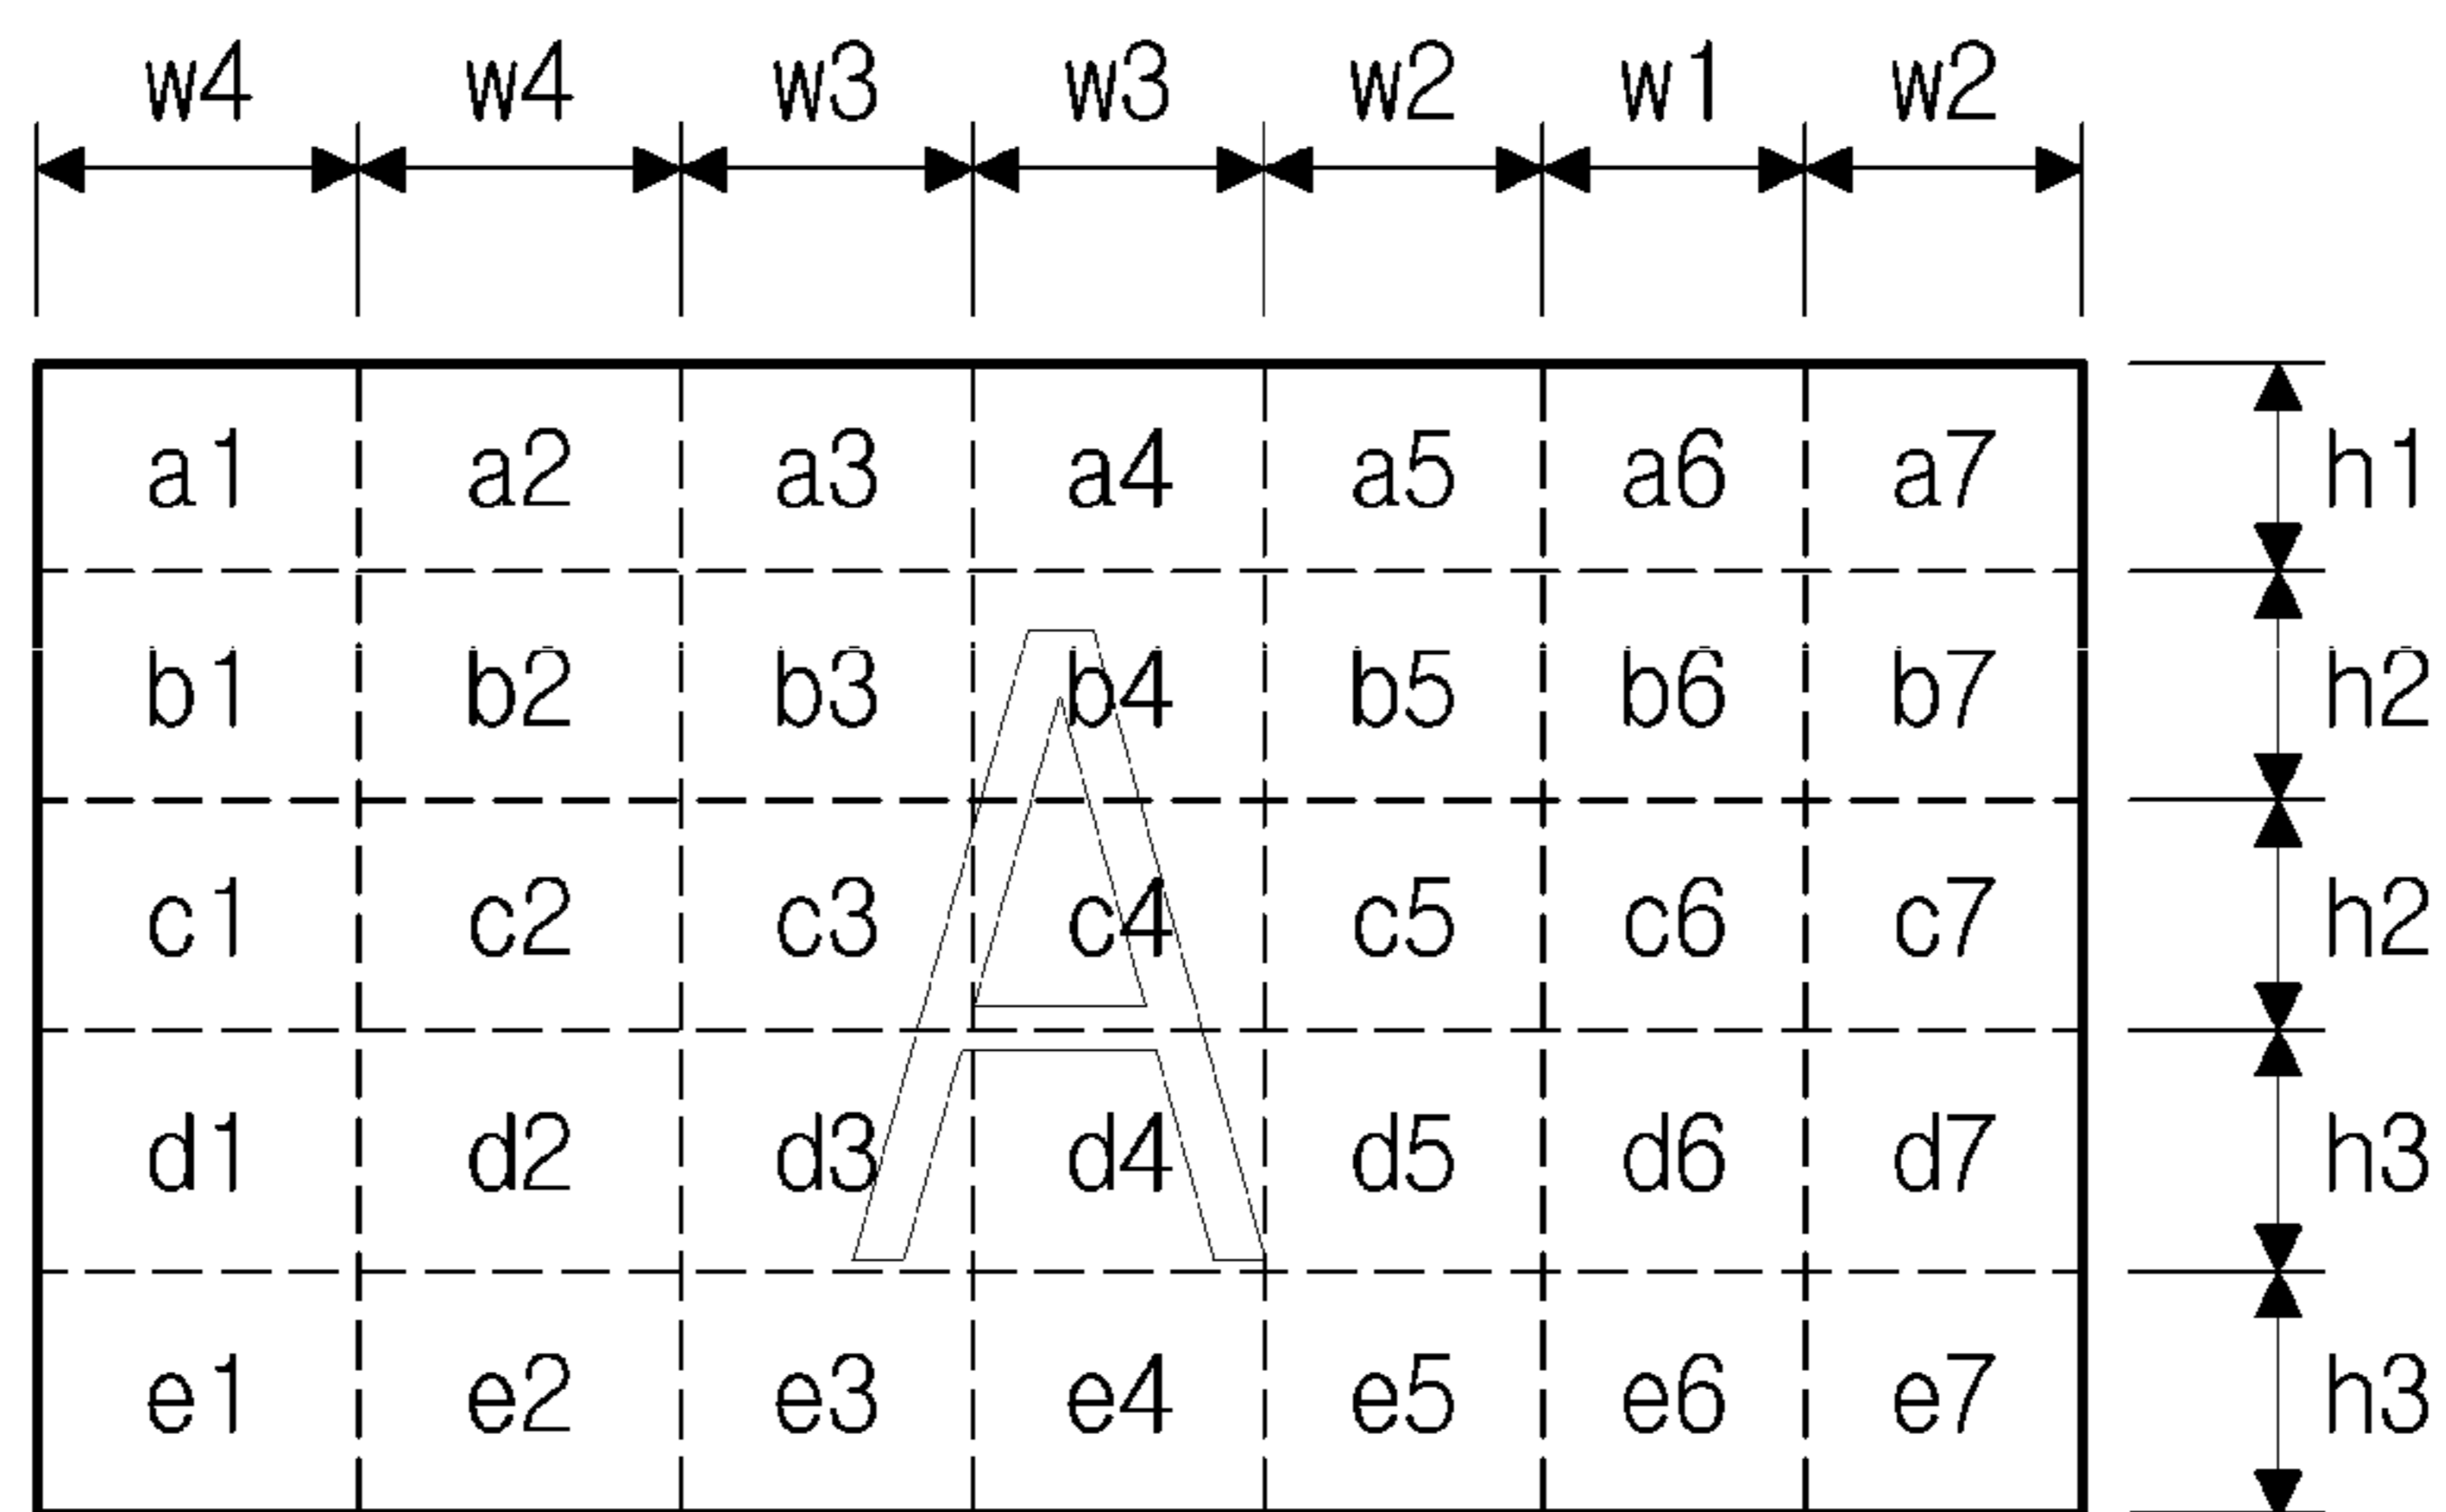 w4 w4 w3 w3 w2 w1 w2
a1 a2 a3 a4 a5 a6 a7 h1
b1 b2 b3 b4 b5 b6 b7 h2
A
c1 c2 c3 c4 c5 c6 c7 h2
d1 d2 d3 d4 d5 d6 d7 h3
e1 e2 e3 e4 e5 e6 e7 h3